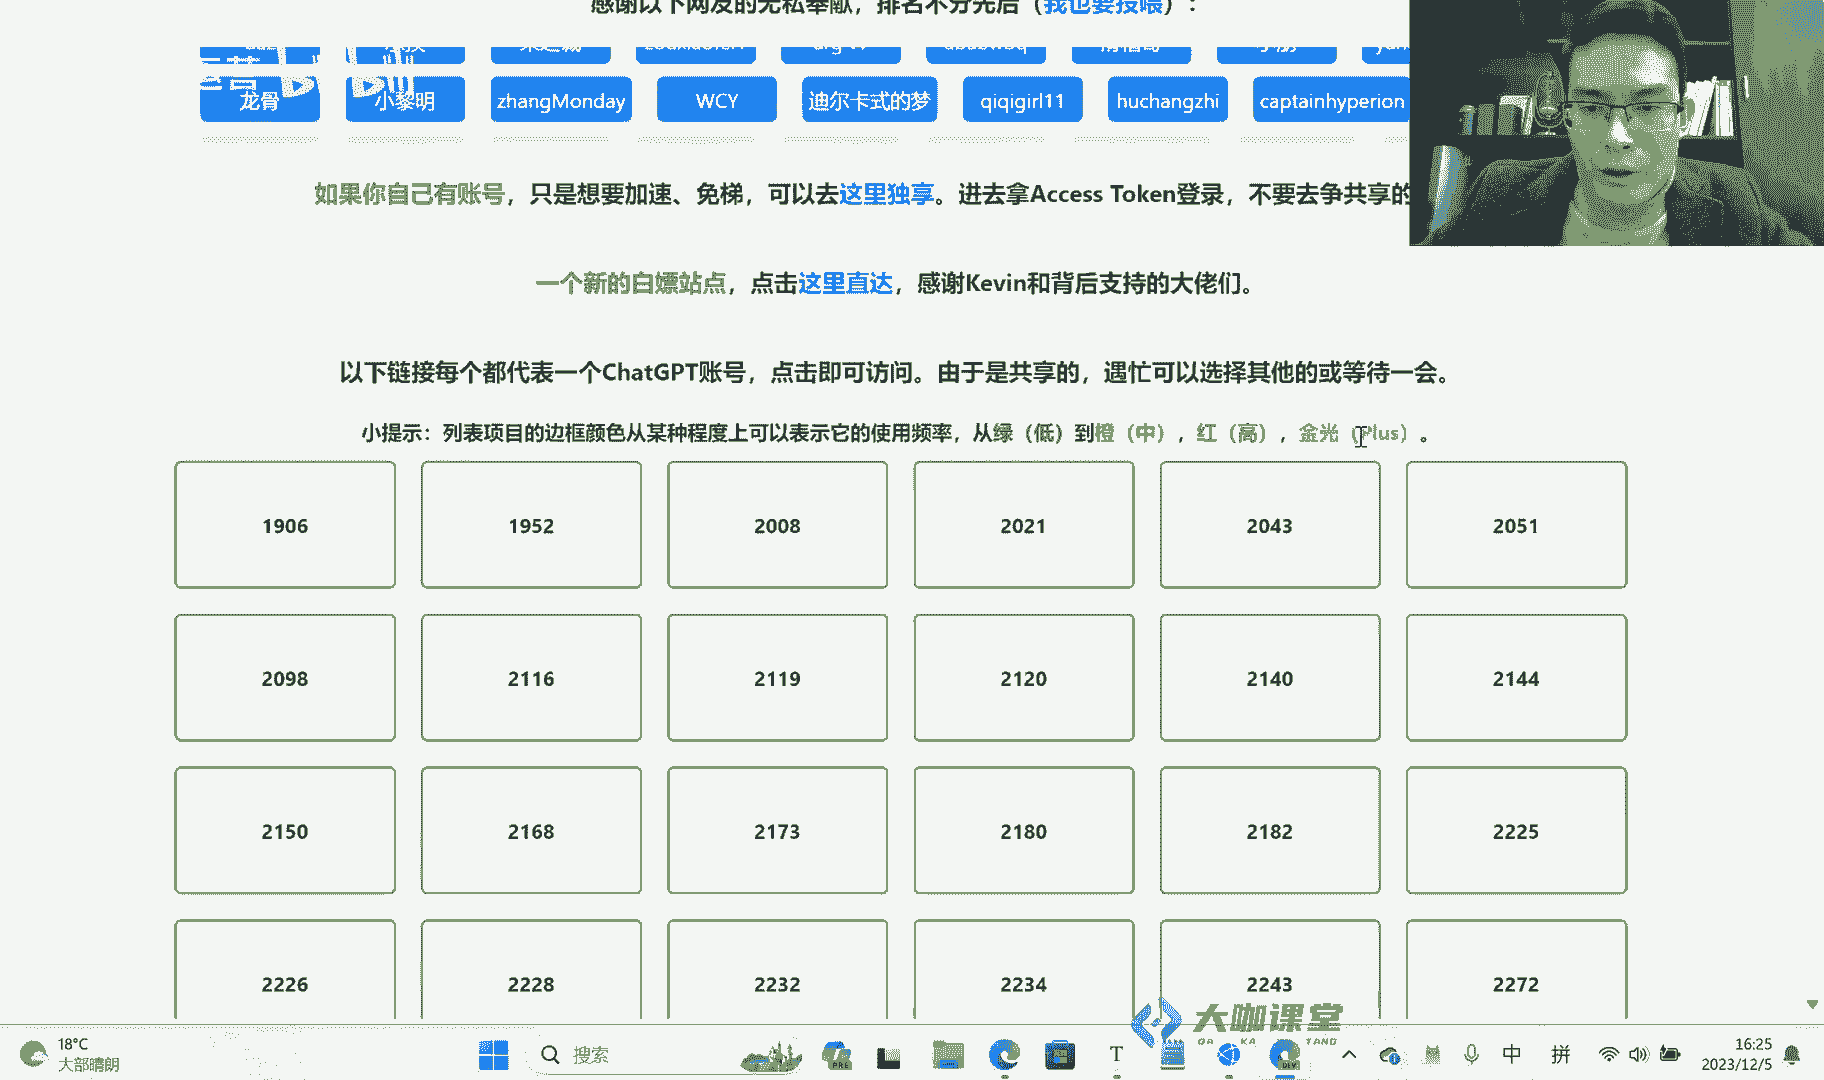 感谢以下网友的无私奉献，排名不分先后（我也要投喂）：
龙骨 小黎明 zhangMonday WCY 迪尔卡式的梦 qiqigirl11 huchangzhi captainhyperion
如果你自己有账号，只是想要加速、免梯，可以去这里独享。进去拿Access Token登录，不要去争共享的
一个新的白嫖站点，点击这里直达，感谢Kevin和背后支持的大佬们。
以下链接每个都代表一个ChatGPT账号，点击即可访问。由于是共享的，遇忙可以选择其他的或等待一会。
小提示：列表项目的边框颜色从某种程度上可以表示它的使用频率，从绿（低）到橙（中），红（高），金光（Plus）。
1906 1952 2008 2021 2043 2051
2098 2116 2119 2120 2140 2144
2150 2168 2173 2180 2182 2225
2226 2228 2232 2234 2243 2272
大咖课堂
DA KA TANG
18°C
大部晴朗
搜索
PRE
T
DEV
中 拼
16:25
2023/12/5